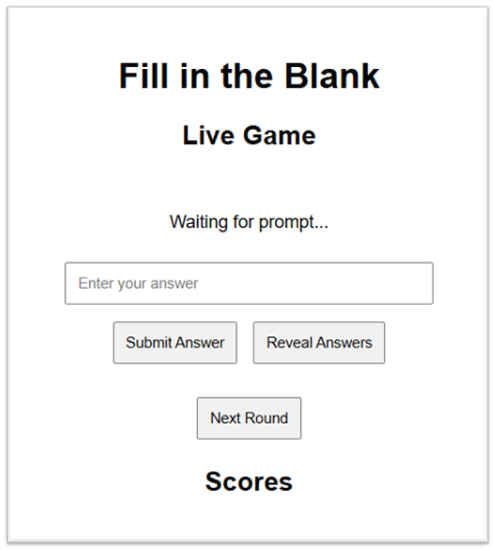 Fill in the Blank
Live Game
Waiting for prompt...
Enter your answer
Submit Answer Reveal Answers
Next Round
Scores